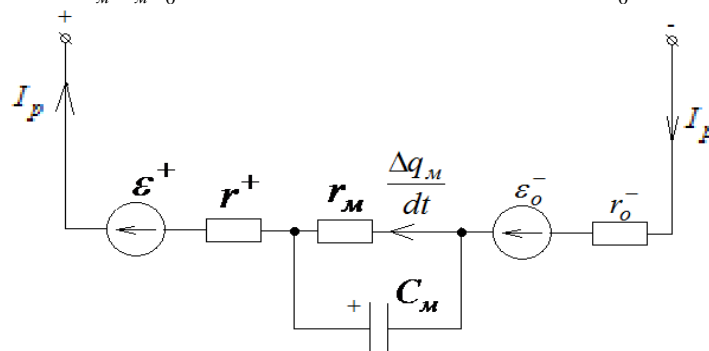 м м о о
+ -
I_p I_p
ε⁺ r⁺ r_м Δq_м/dt ε_o⁻ r_o⁻
+ C_м